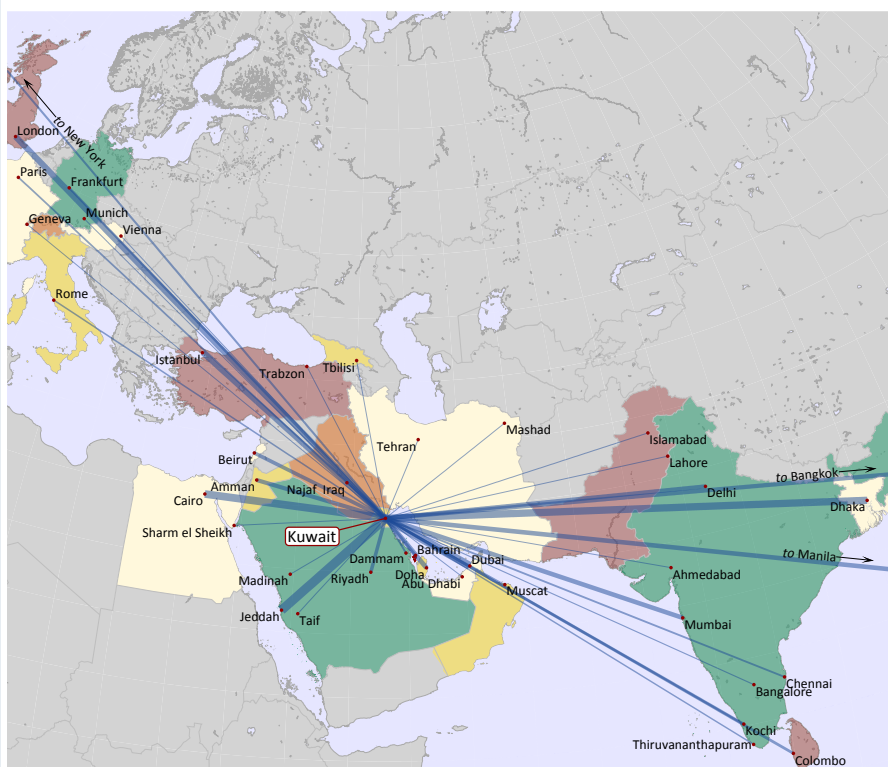 to New York
London
Paris
Frankfurt
Geneva
Munich
Vienna
Rome
Istanbul
Trabzon
Tbilisi
Tehran
Mashad
Islamabad
Lahore
Beirut
Amman
Najaf Iraq
Cairo
Delhi
to Bangkok
Dhaka
Sharm el Sheikh
Kuwait
Bahrain
Dammam
Dubai
to Manila
Madinah
Riyadh
Doha
Abu Dhabi
Muscat
Ahmedabad
Jeddah
Taif
Mumbai
Chennai
Bangalore
Kochi
Thiruvananthapuram
Colombo